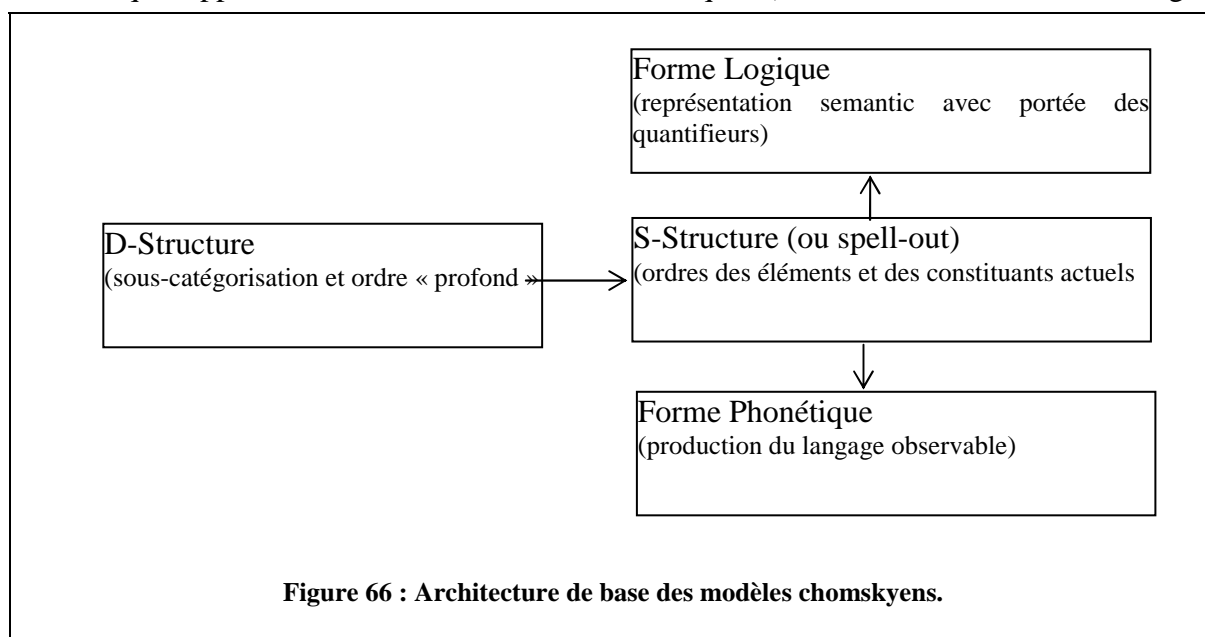 Forme Logique
(représentation semantic avec portée des
quantifieurs)
D-Structure
(sous-catégorisation et ordre « profond »
S-Structure (ou spell-out)
(ordres des éléments et des constituants actuels
Forme Phonétique
(production du langage observable)
Figure 66 : Architecture de base des modèles chomskyens.